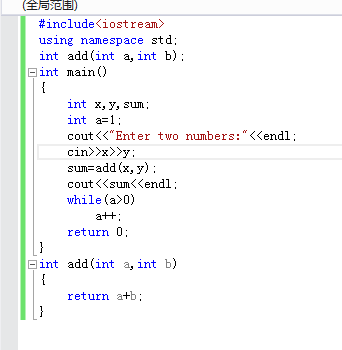 (全局范围)
#include<iostream>
using namespace std;
int add(int a,int b);
int main()
{
int x,y,sum;
int a=1;
cout<<"Enter two numbers:"<<endl;
cin>>x>>y;
sum=add(x,y);
cout<<sum<<endl;
while(a>0)
a++;
return 0;
}
int add(int a,int b)
{
return a+b;
}